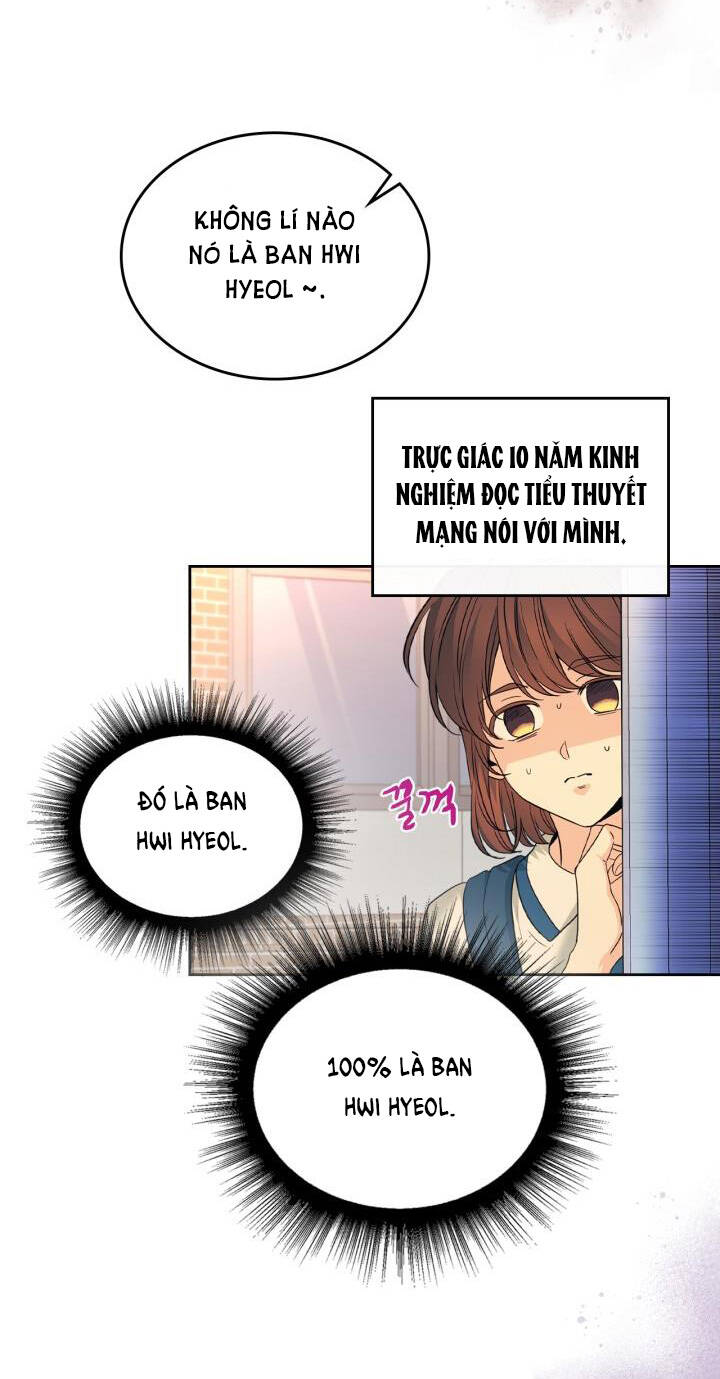 KHÔNG LÍ NÀO
NÓ LÀ BAN HWI
HYEOL ~.
TRỰC GIÁC 10 NĂM KINH
NGHIỆM ĐỌC TIỂU THUYẾT
MẠNG NÓI VỚI MÌNH.
ĐÓ LÀ BAN
HWI HYEOL.
꿀꺽
100% LÀ BAN
HWI HYEOL.